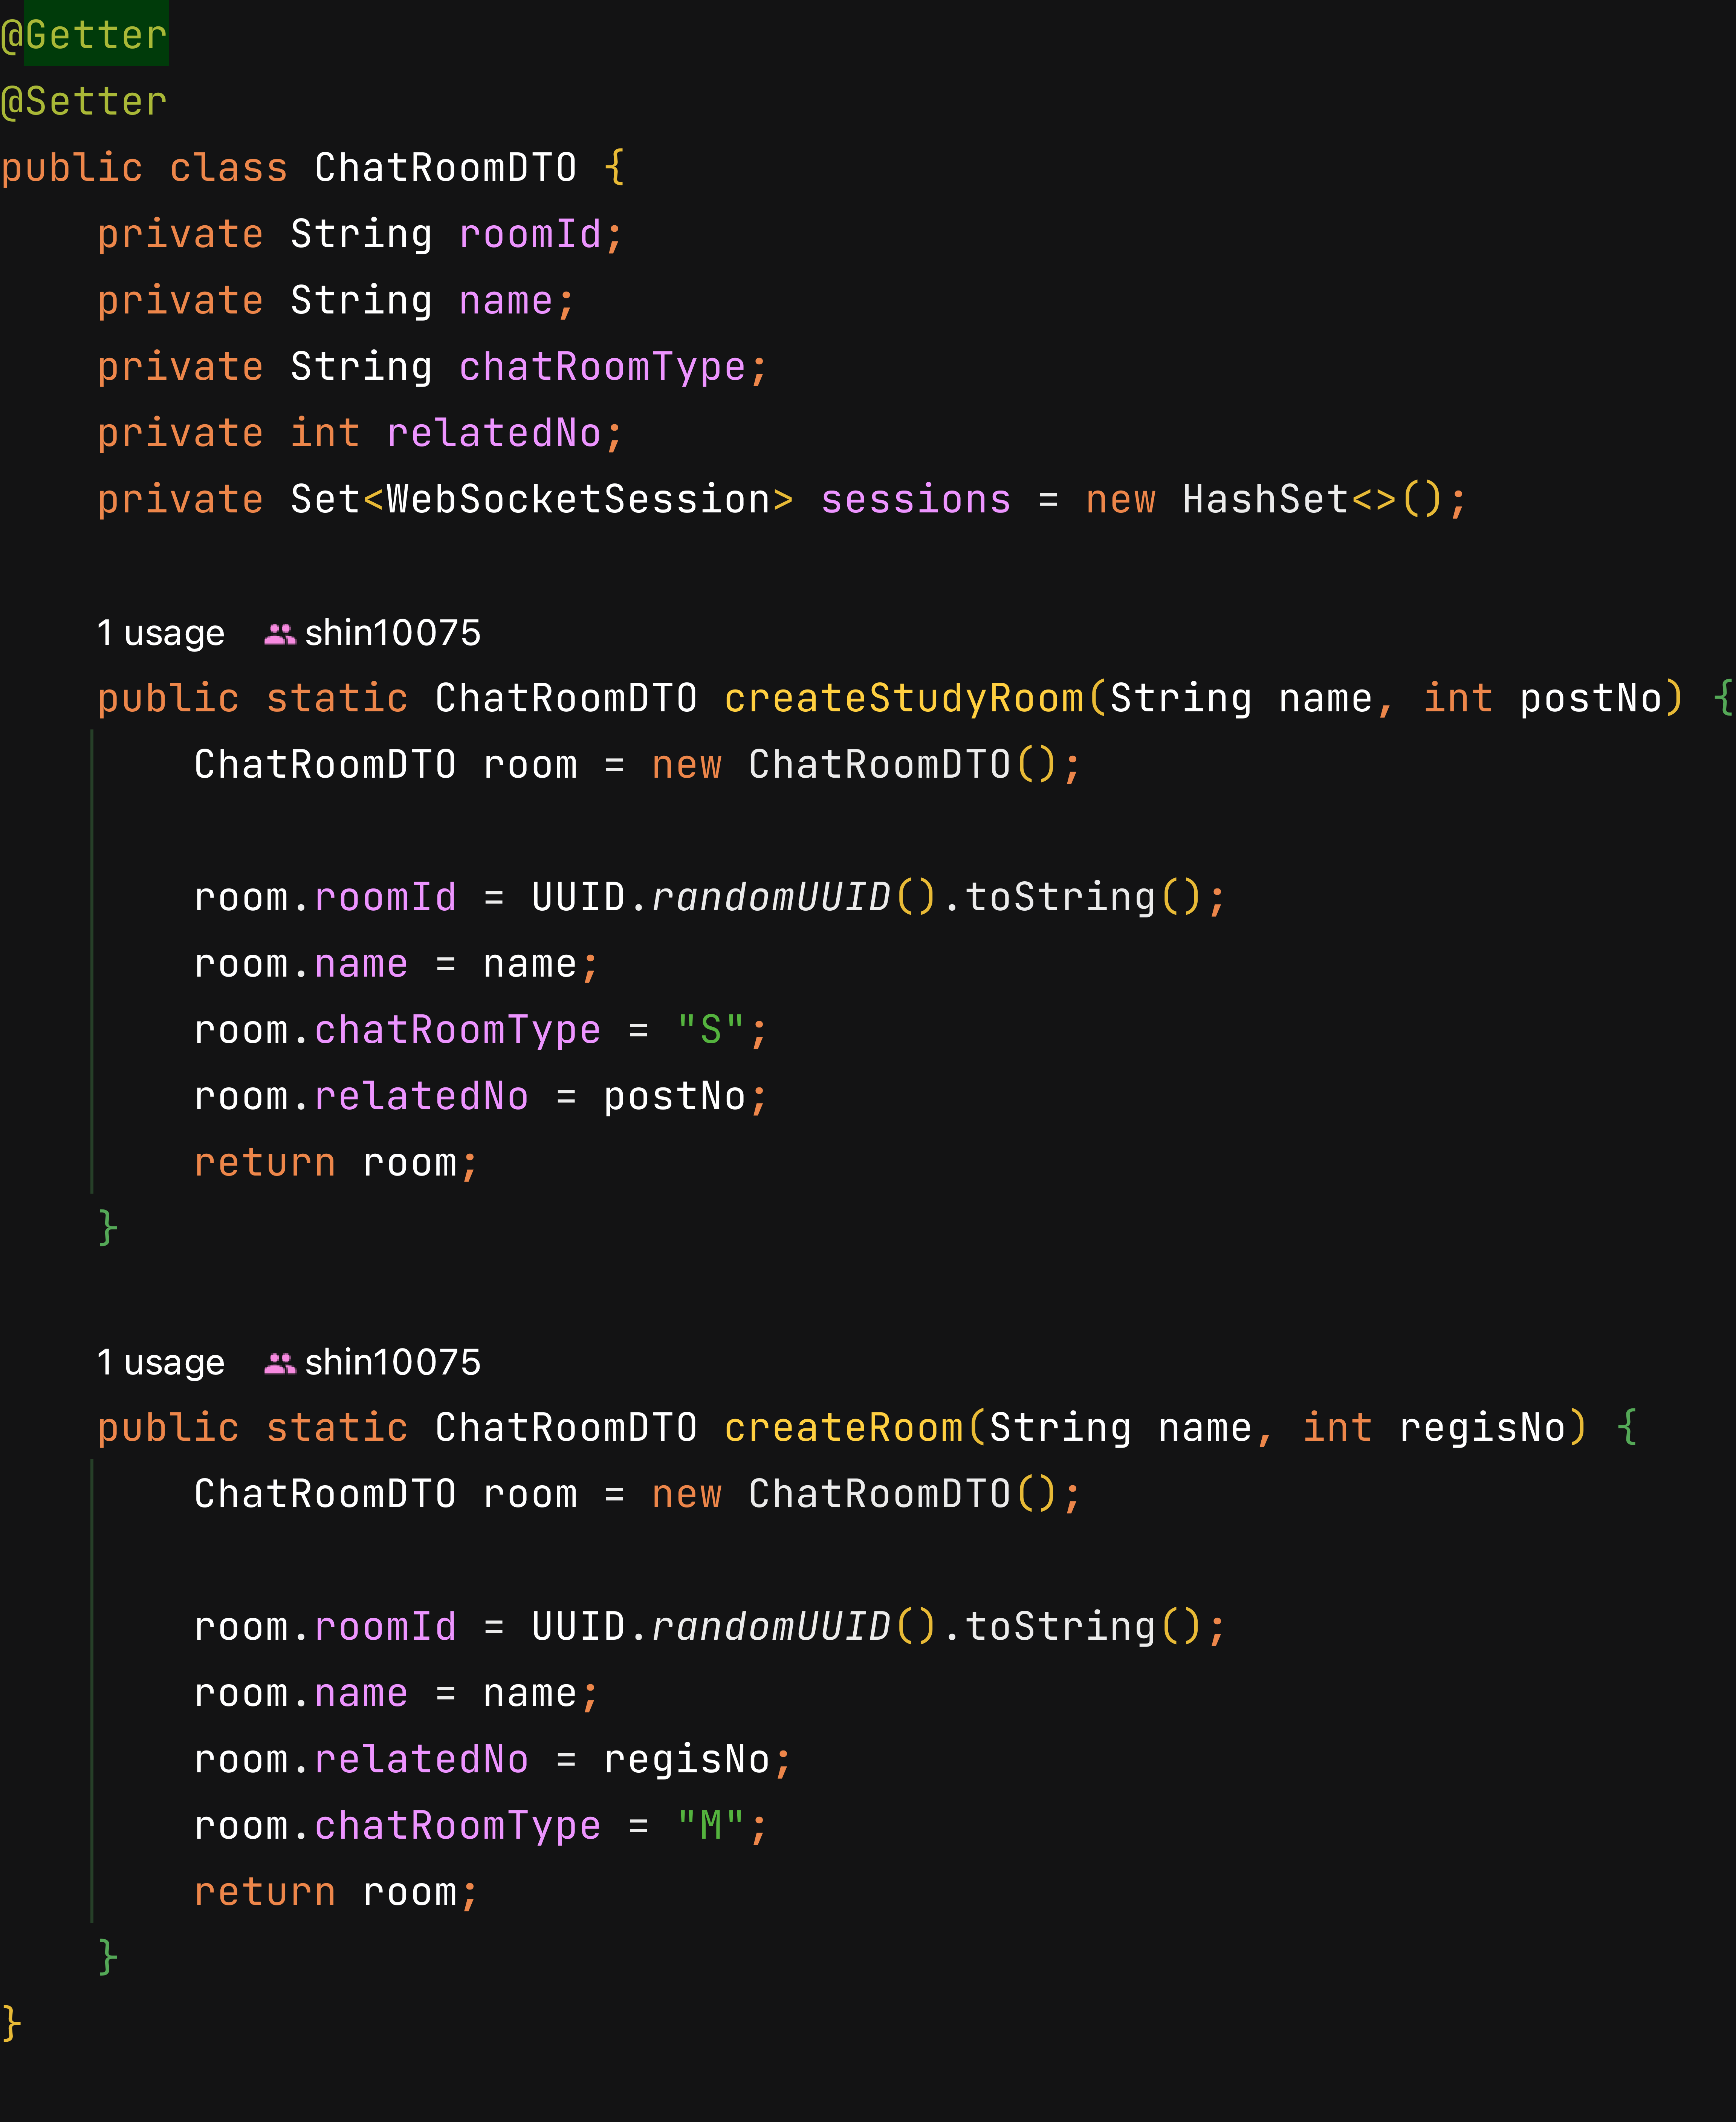 @Getter
@Setter
public class ChatRoomDTO {
    private String roomId;
    private String name;
    private String chatRoomType;
    private int relatedNo;
    private Set<WebSocketSession> sessions = new HashSet<>();
    1 usage shin10075
    public static ChatRoomDTO createStudyRoom(String name, int postNo) {
        ChatRoomDTO room = new ChatRoomDTO();
        room.roomId = UUID.randomUUID().toString();
        room.name = name;
        room.chatRoomType = "S";
        room.relatedNo = postNo;
        return room;
    }
    1 usage shin10075
    public static ChatRoomDTO createRoom(String name, int regisNo) {
        ChatRoomDTO room = new ChatRoomDTO();
        room.roomId = UUID.randomUUID().toString();
        room.name = name;
        room.relatedNo = regisNo;
        room.chatRoomType = "M";
        return room;
    }
}